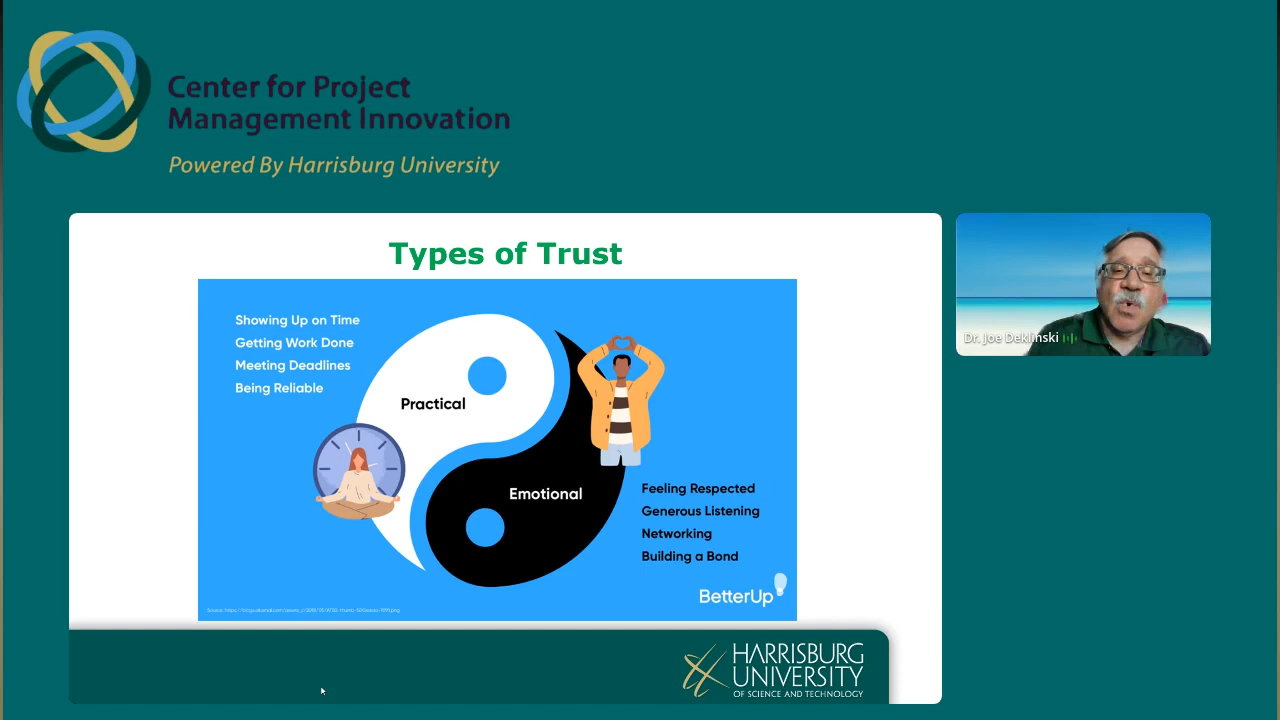 Center for Project
Management Innovation
Powered By Harrisburg University
Types of Trust
Showing Up on Time
Getting Work Done
Meeting Deadlines
Being Reliable
Practical
Emotional
Feeling Respected
Generous Listening
Networking
Building a Bond
BetterUp
HARRISBURG
UNIVERSITY
OF SCIENCE AND TECHNOLOGY
Dr. Joe Deklinski